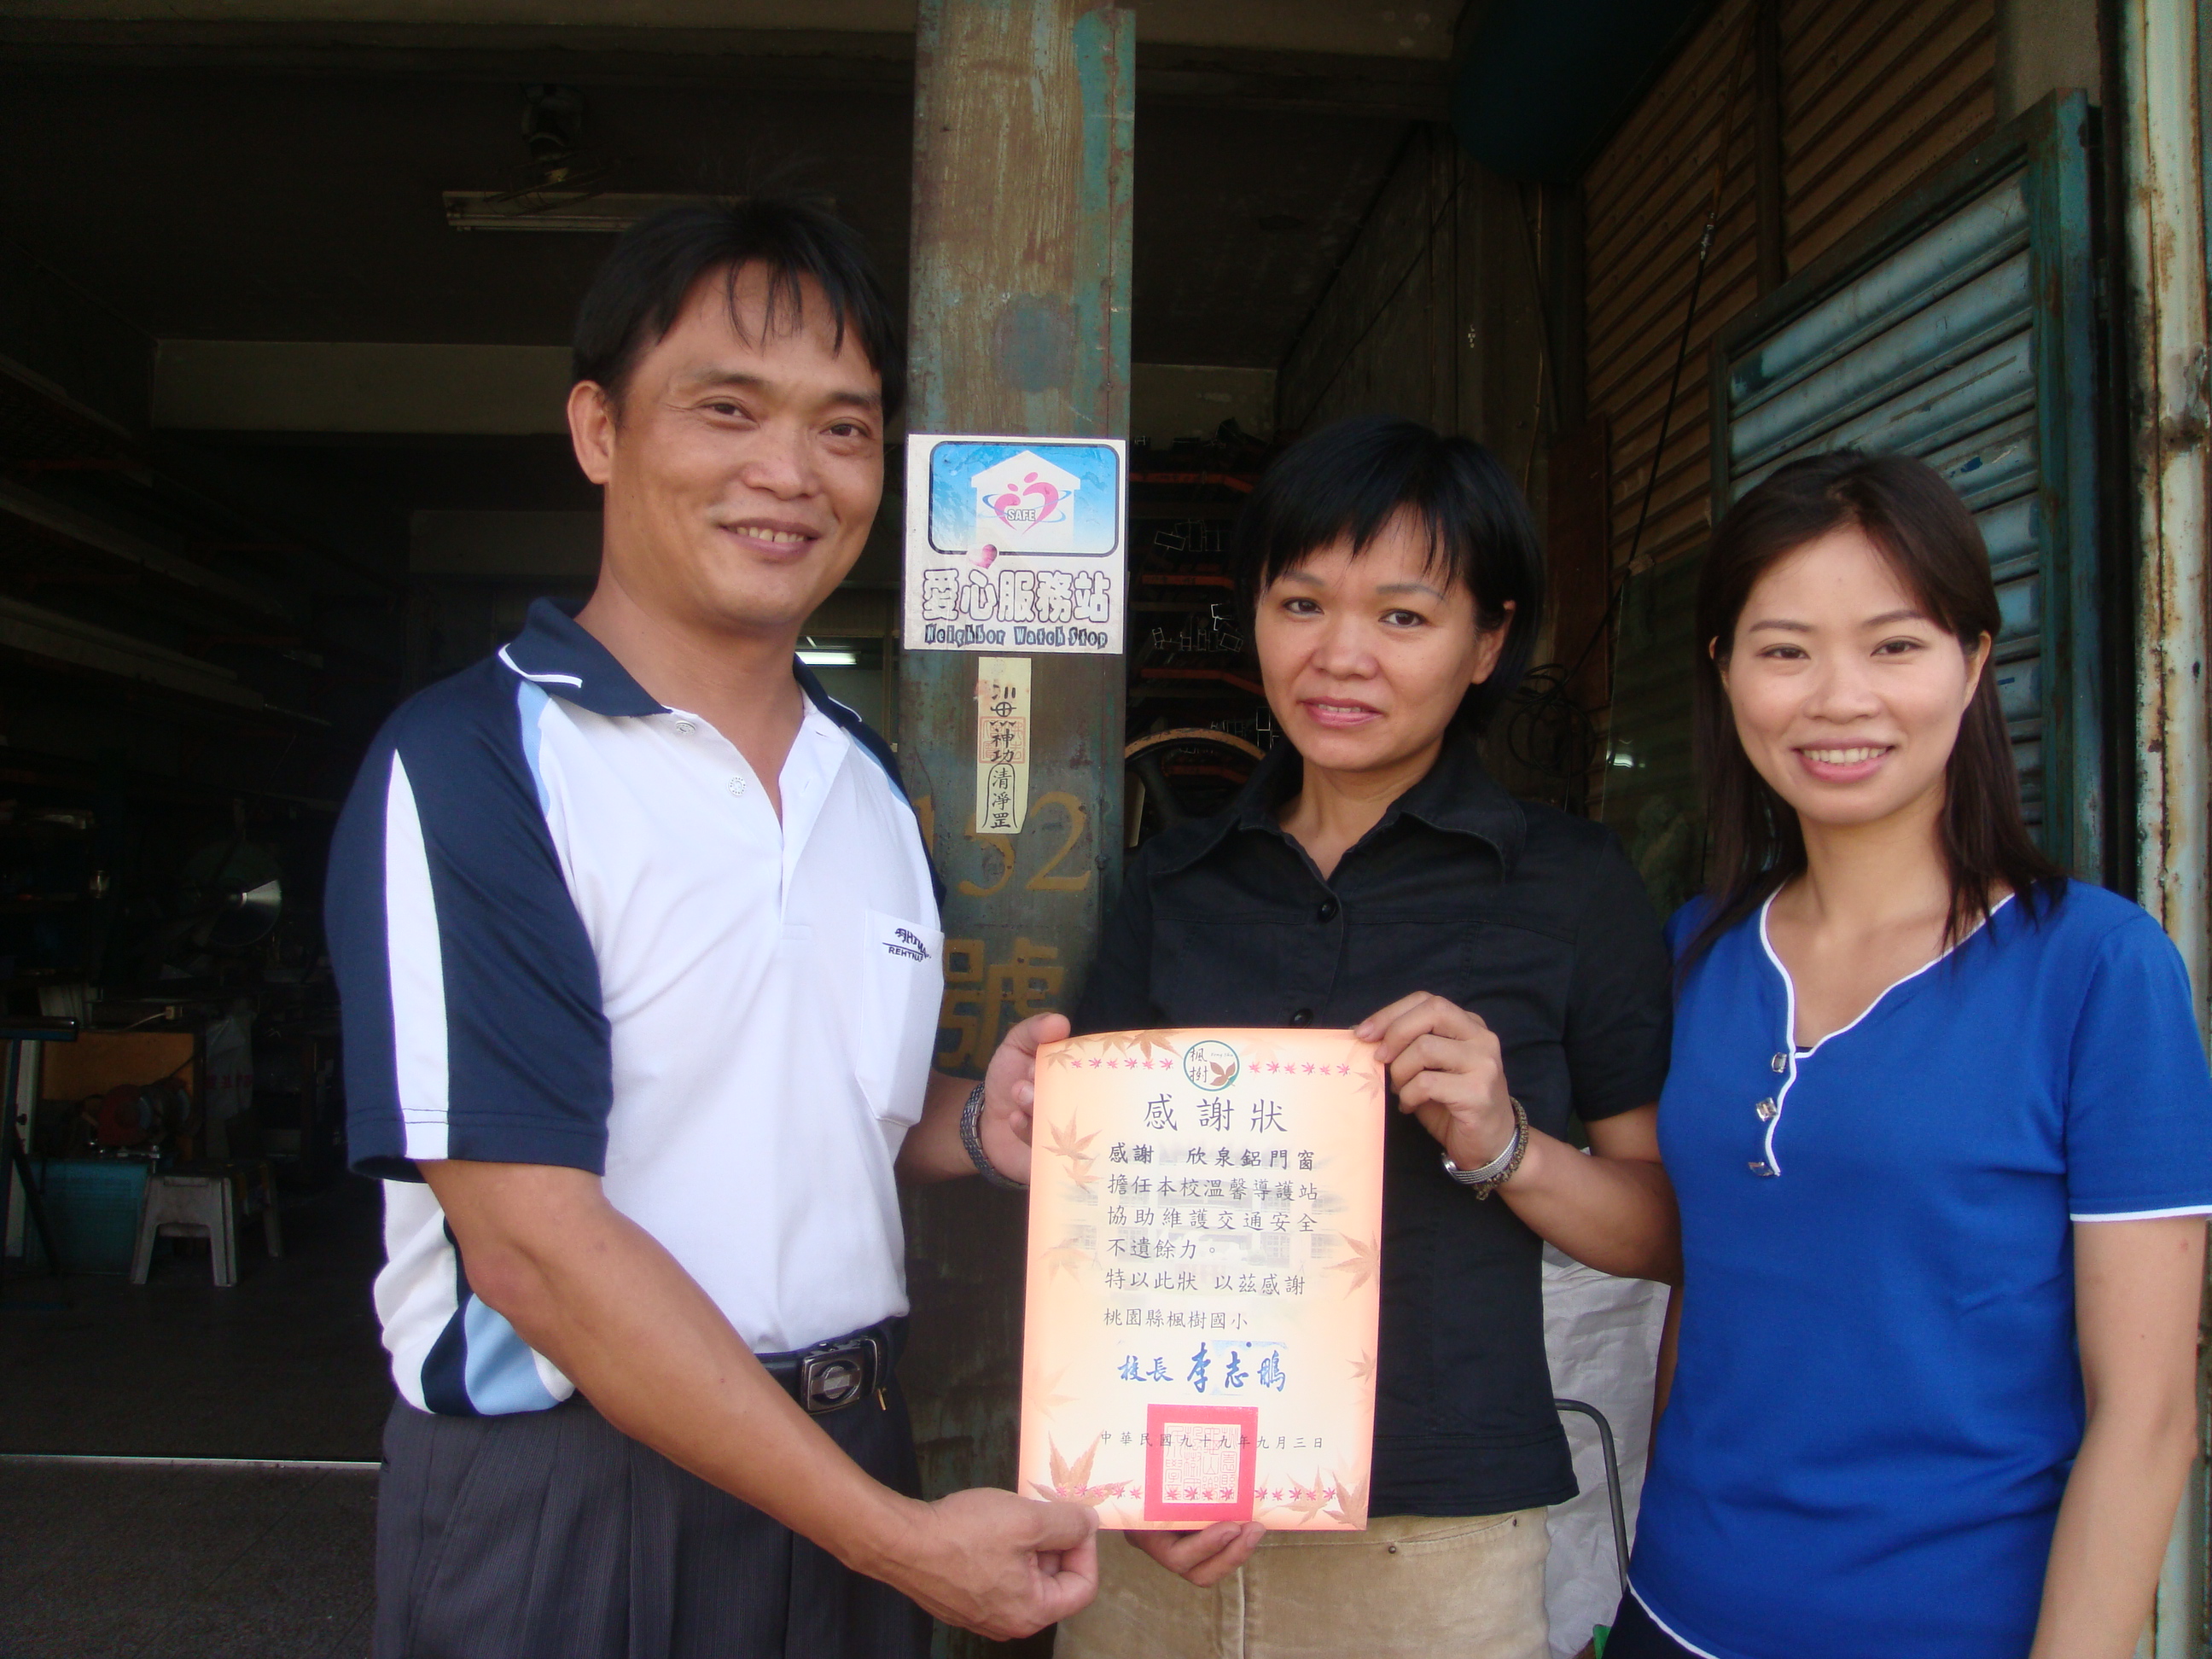 SAFE
愛心服務站
Neighbor Watch Stop
神功
清淨罡
152
號
REHTMAN
楓樹
感謝狀
感謝 欣泉鋁門窗
擔任本校溫馨導護站
協助維護交通安全
不遺餘力。
特以此狀 以茲感謝
桃園縣楓樹國小
校長 李志鵬
中華民國九十九年九月三日